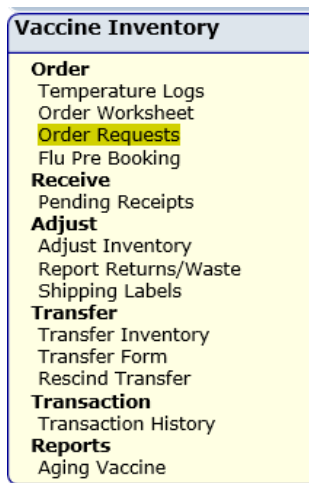 Vaccine Inventory
Order
Temperature Logs
Order Worksheet
Order Requests
Flu Pre Booking
Receive
Pending Receipts
Adjust
Adjust Inventory
Report Returns/Waste
Shipping Labels
Transfer
Transfer Inventory
Transfer Form
Rescind Transfer
Transaction
Transaction History
Reports
Aging Vaccine